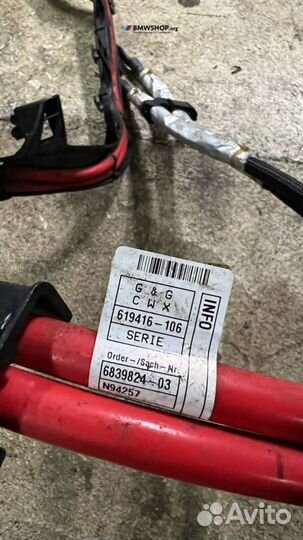 BMWSHOP.org
G & G
C W X
619416-106
SERIE
Order-/Sach-Nr.
6839824-03
N94257
INFO
Avito